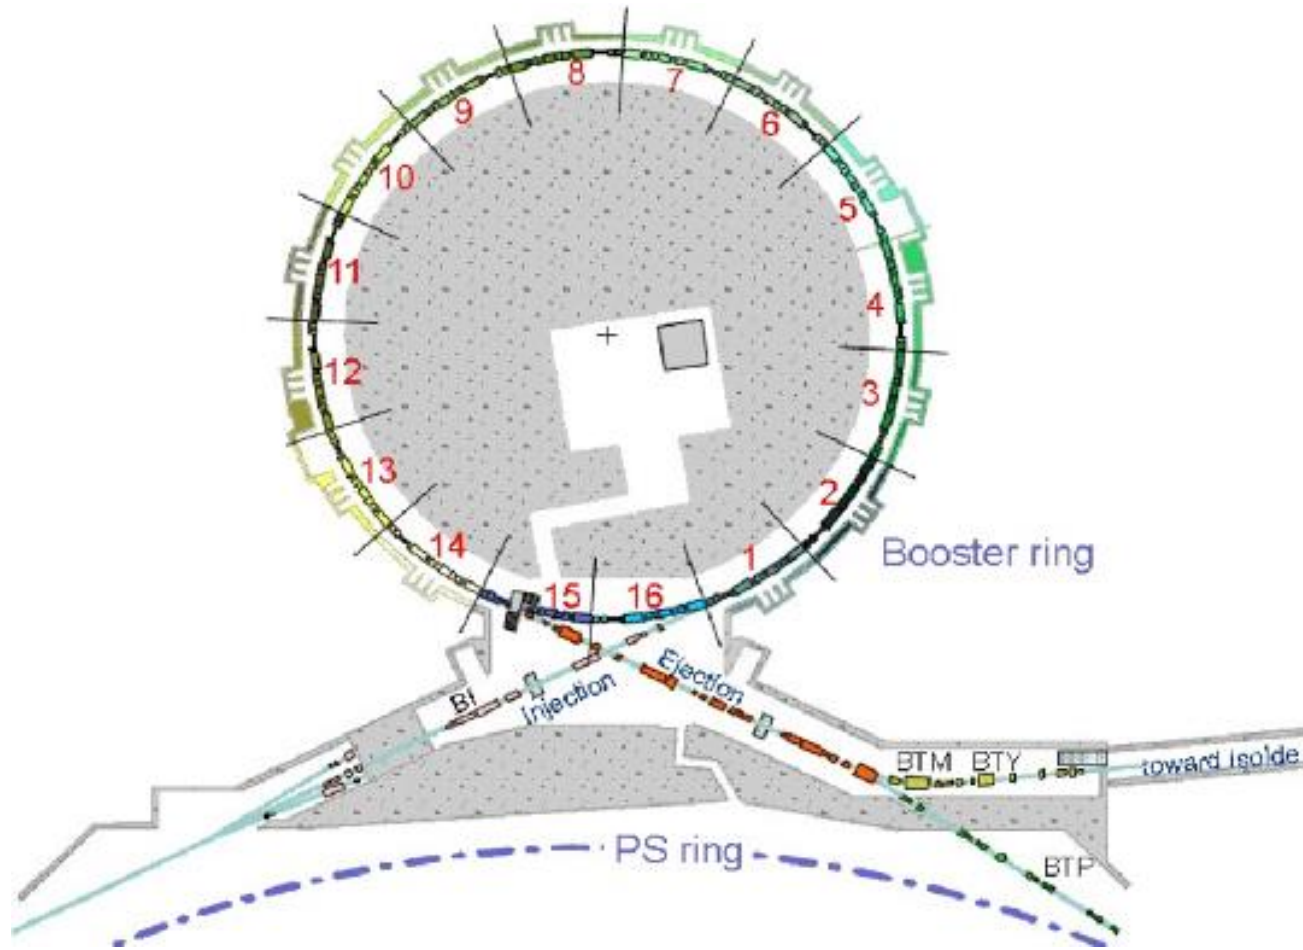 8
7
9
6
10
5
11
4
12
3
13
2
14
1
15
16
Booster ring
BI
Injection
Ejection
BTM
BTY
toward Isolde
PS ring
BTP